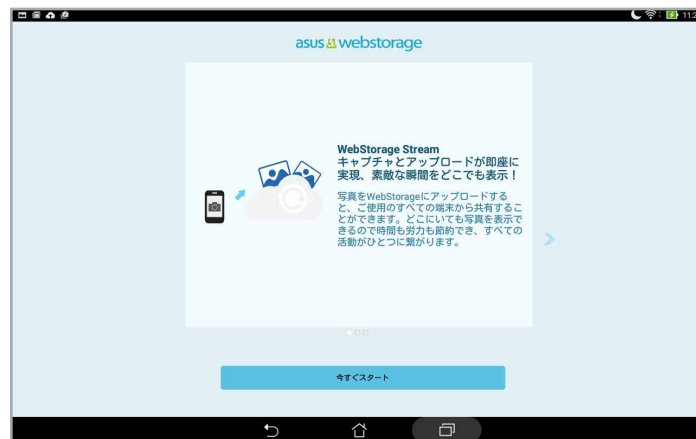 11:2
asus webstorage
WebStorage Stream
キャプチャとアップロードが即座に
実現、素敵な瞬間をどこでも表示！
写真をWebStorageにアップロードする
と、ご使用のすべての端末から共有するこ
とができます。どこにいても写真を表示で
きるので時間も労力も節約でき、すべての
活動がひとつに繋がります。
今すぐスタート